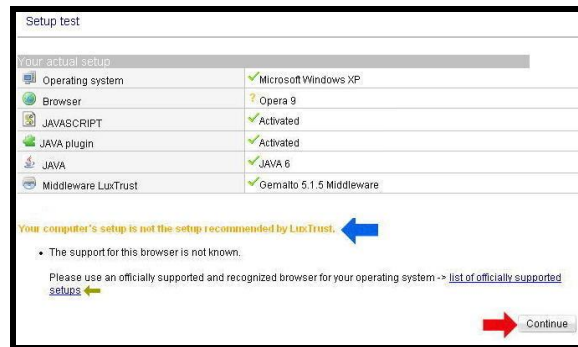 Setup test
Your actual setup
Operating system Microsoft Windows XP
Browser ? Opera 9
JAVASCRIPT Activated
JAVA plugin Activated
JAVA JAVA 6
Middleware LuxTrust Gemalto 5.1.5 Middleware
Your computer's setup is not the setup recommended by LuxTrust.
• The support for this browser is not known.
Please use an officially supported and recognized browser for your operating system -> list of officially supported
setups
Continue